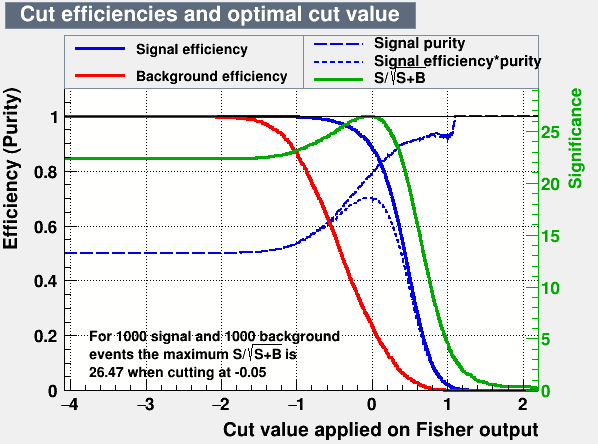 Cut efficiencies and optimal cut value
Signal efficiency
Background efficiency
Signal purity
Signal efficiency*purity
S/√S+B
Efficiency (Purity)
1
0.8
0.6
0.4
0.2
0
Significance
25
20
15
10
5
0
For 1000 signal and 1000 background
events the maximum S/√S+B is
26.47 when cutting at -0.05
−4 −3 −2 −1 0 1 2
Cut value applied on Fisher output